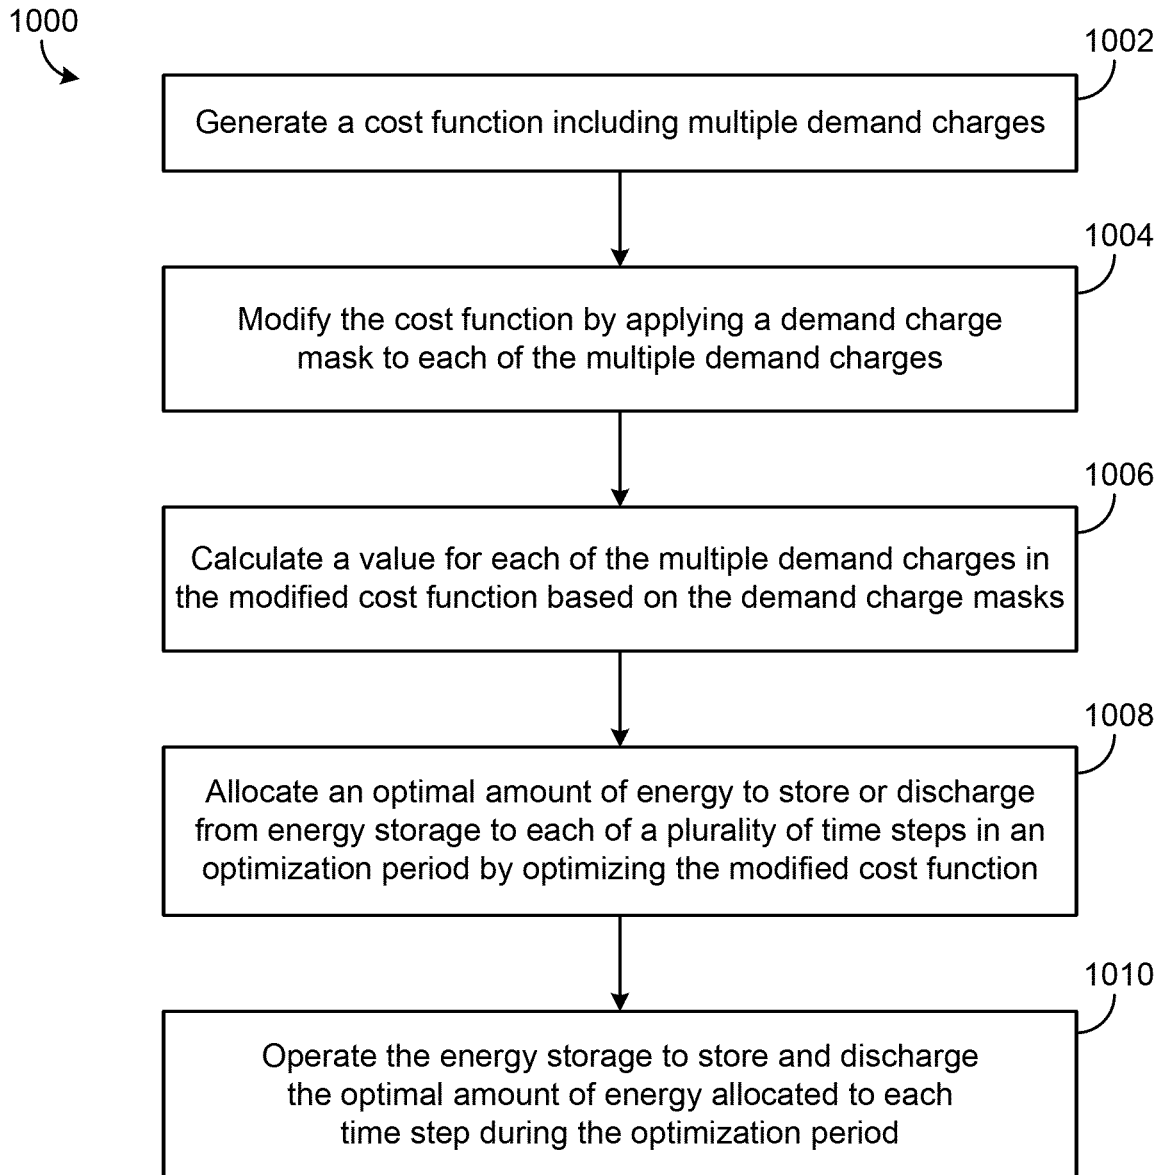 1000
1002
Generate a cost function including multiple demand charges
1004
Modify the cost function by applying a demand charge
mask to each of the multiple demand charges
1006
Calculate a value for each of the multiple demand charges in
the modified cost function based on the demand charge masks
1008
Allocate an optimal amount of energy to store or discharge
from energy storage to each of a plurality of time steps in an
optimization period by optimizing the modified cost function
1010
Operate the energy storage to store and discharge
the optimal amount of energy allocated to each
time step during the optimization period